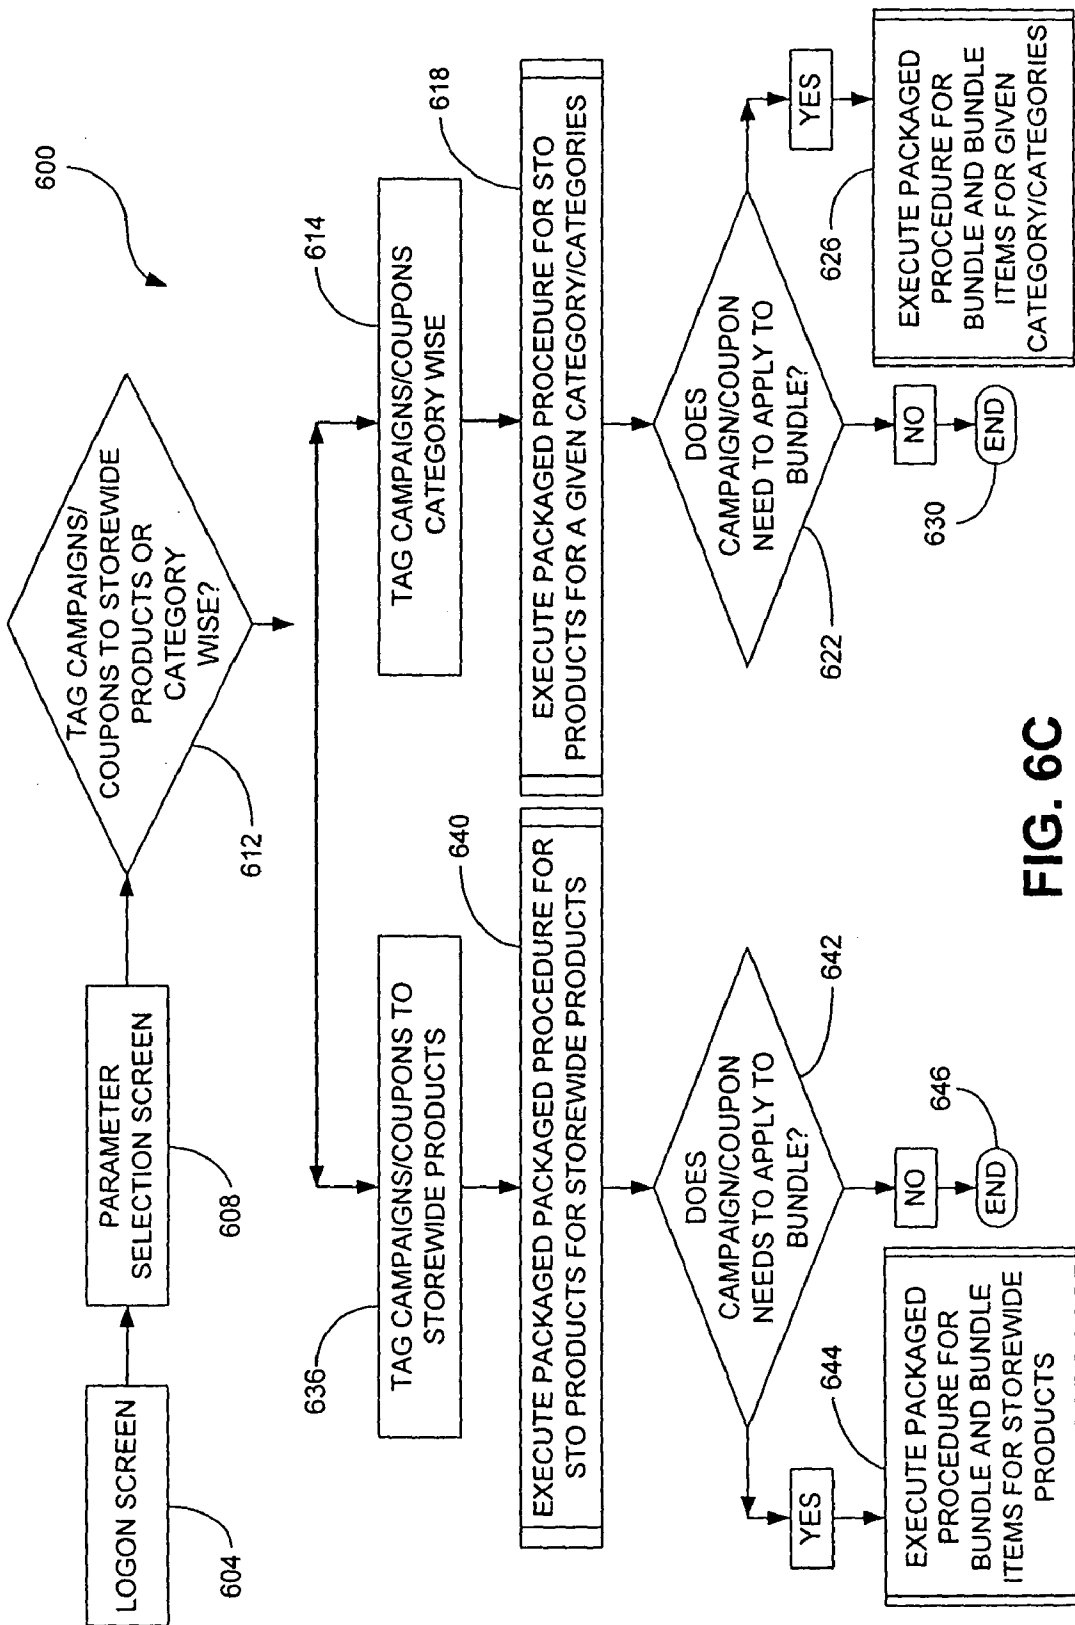 600
LOGON SCREEN
604
PARAMETER
SELECTION SCREEN
608
TAG CAMPAIGNS/
COUPONS TO STOREWIDE
PRODUCTS OR
CATEGORY
WISE?
612
TAG CAMPAIGNS/COUPONS TO
STOREWIDE PRODUCTS
636
TAG CAMPAIGNS/COUPONS
CATEGORY WISE
614
EXECUTE PACKAGED PROCEDURE FOR
STO PRODUCTS FOR STOREWIDE PRODUCTS
640
EXECUTE PACKAGED PROCEDURE FOR STO
PRODUCTS FOR A GIVEN CATEGORY/CATEGORIES
618
DOES
CAMPAIGN/COUPON
NEEDS TO APPLY TO
BUNDLE?
642
DOES
CAMPAIGN/COUPON
NEED TO APPLY TO
BUNDLE?
622
YES
NO
END
646
644
EXECUTE PACKAGED
PROCEDURE FOR
BUNDLE AND BUNDLE
ITEMS FOR STOREWIDE
PRODUCTS
NO
END
630
YES
626
EXECUTE PACKAGED
PROCEDURE FOR
BUNDLE AND BUNDLE
ITEMS FOR GIVEN
CATEGORY/CATEGORIES
FIG. 6C